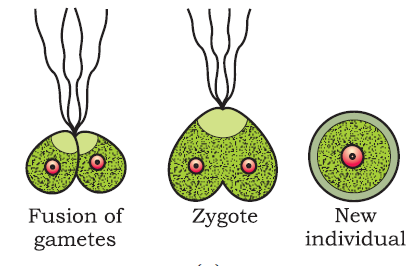 Fusion of
gametes
Zygote
New
individual